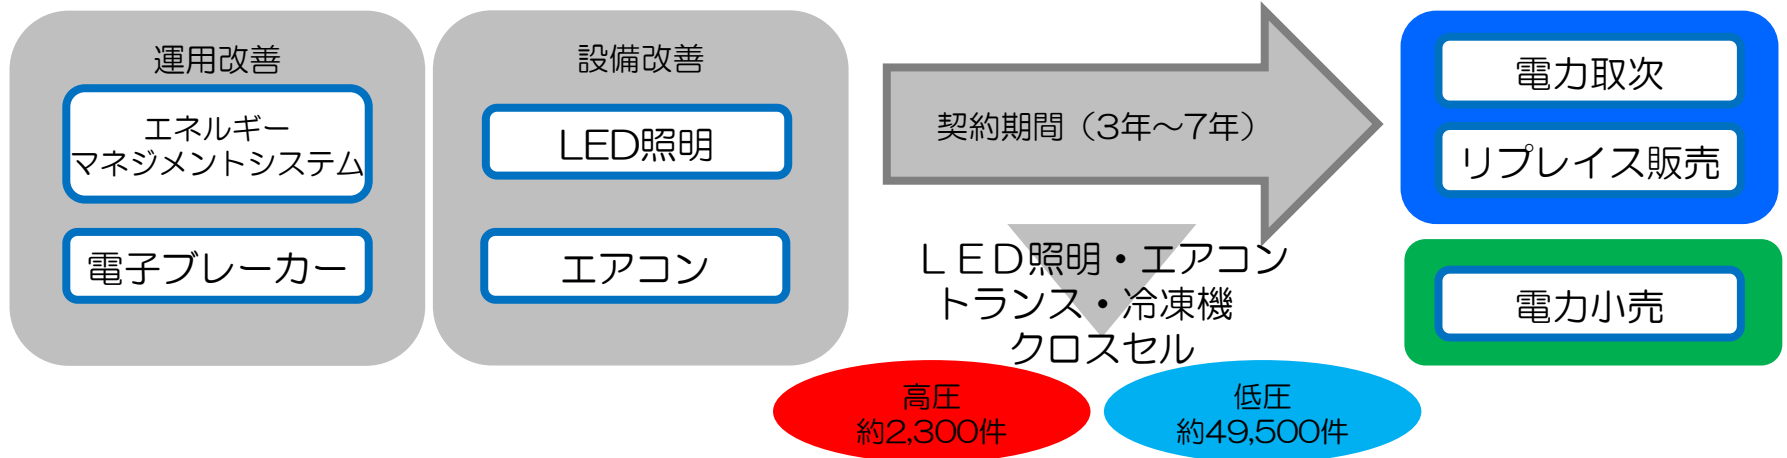 運用改善
エネルギー
マネジメントシステム
電子ブレーカー
設備改善
LED照明
エアコン
契約期間（3年～7年）
ＬＥＤ照明・エアコン
トランス・冷凍機
クロスセル
高圧
約2,300件
低圧
約49,500件
電力取次
リプレイス販売
電力小売